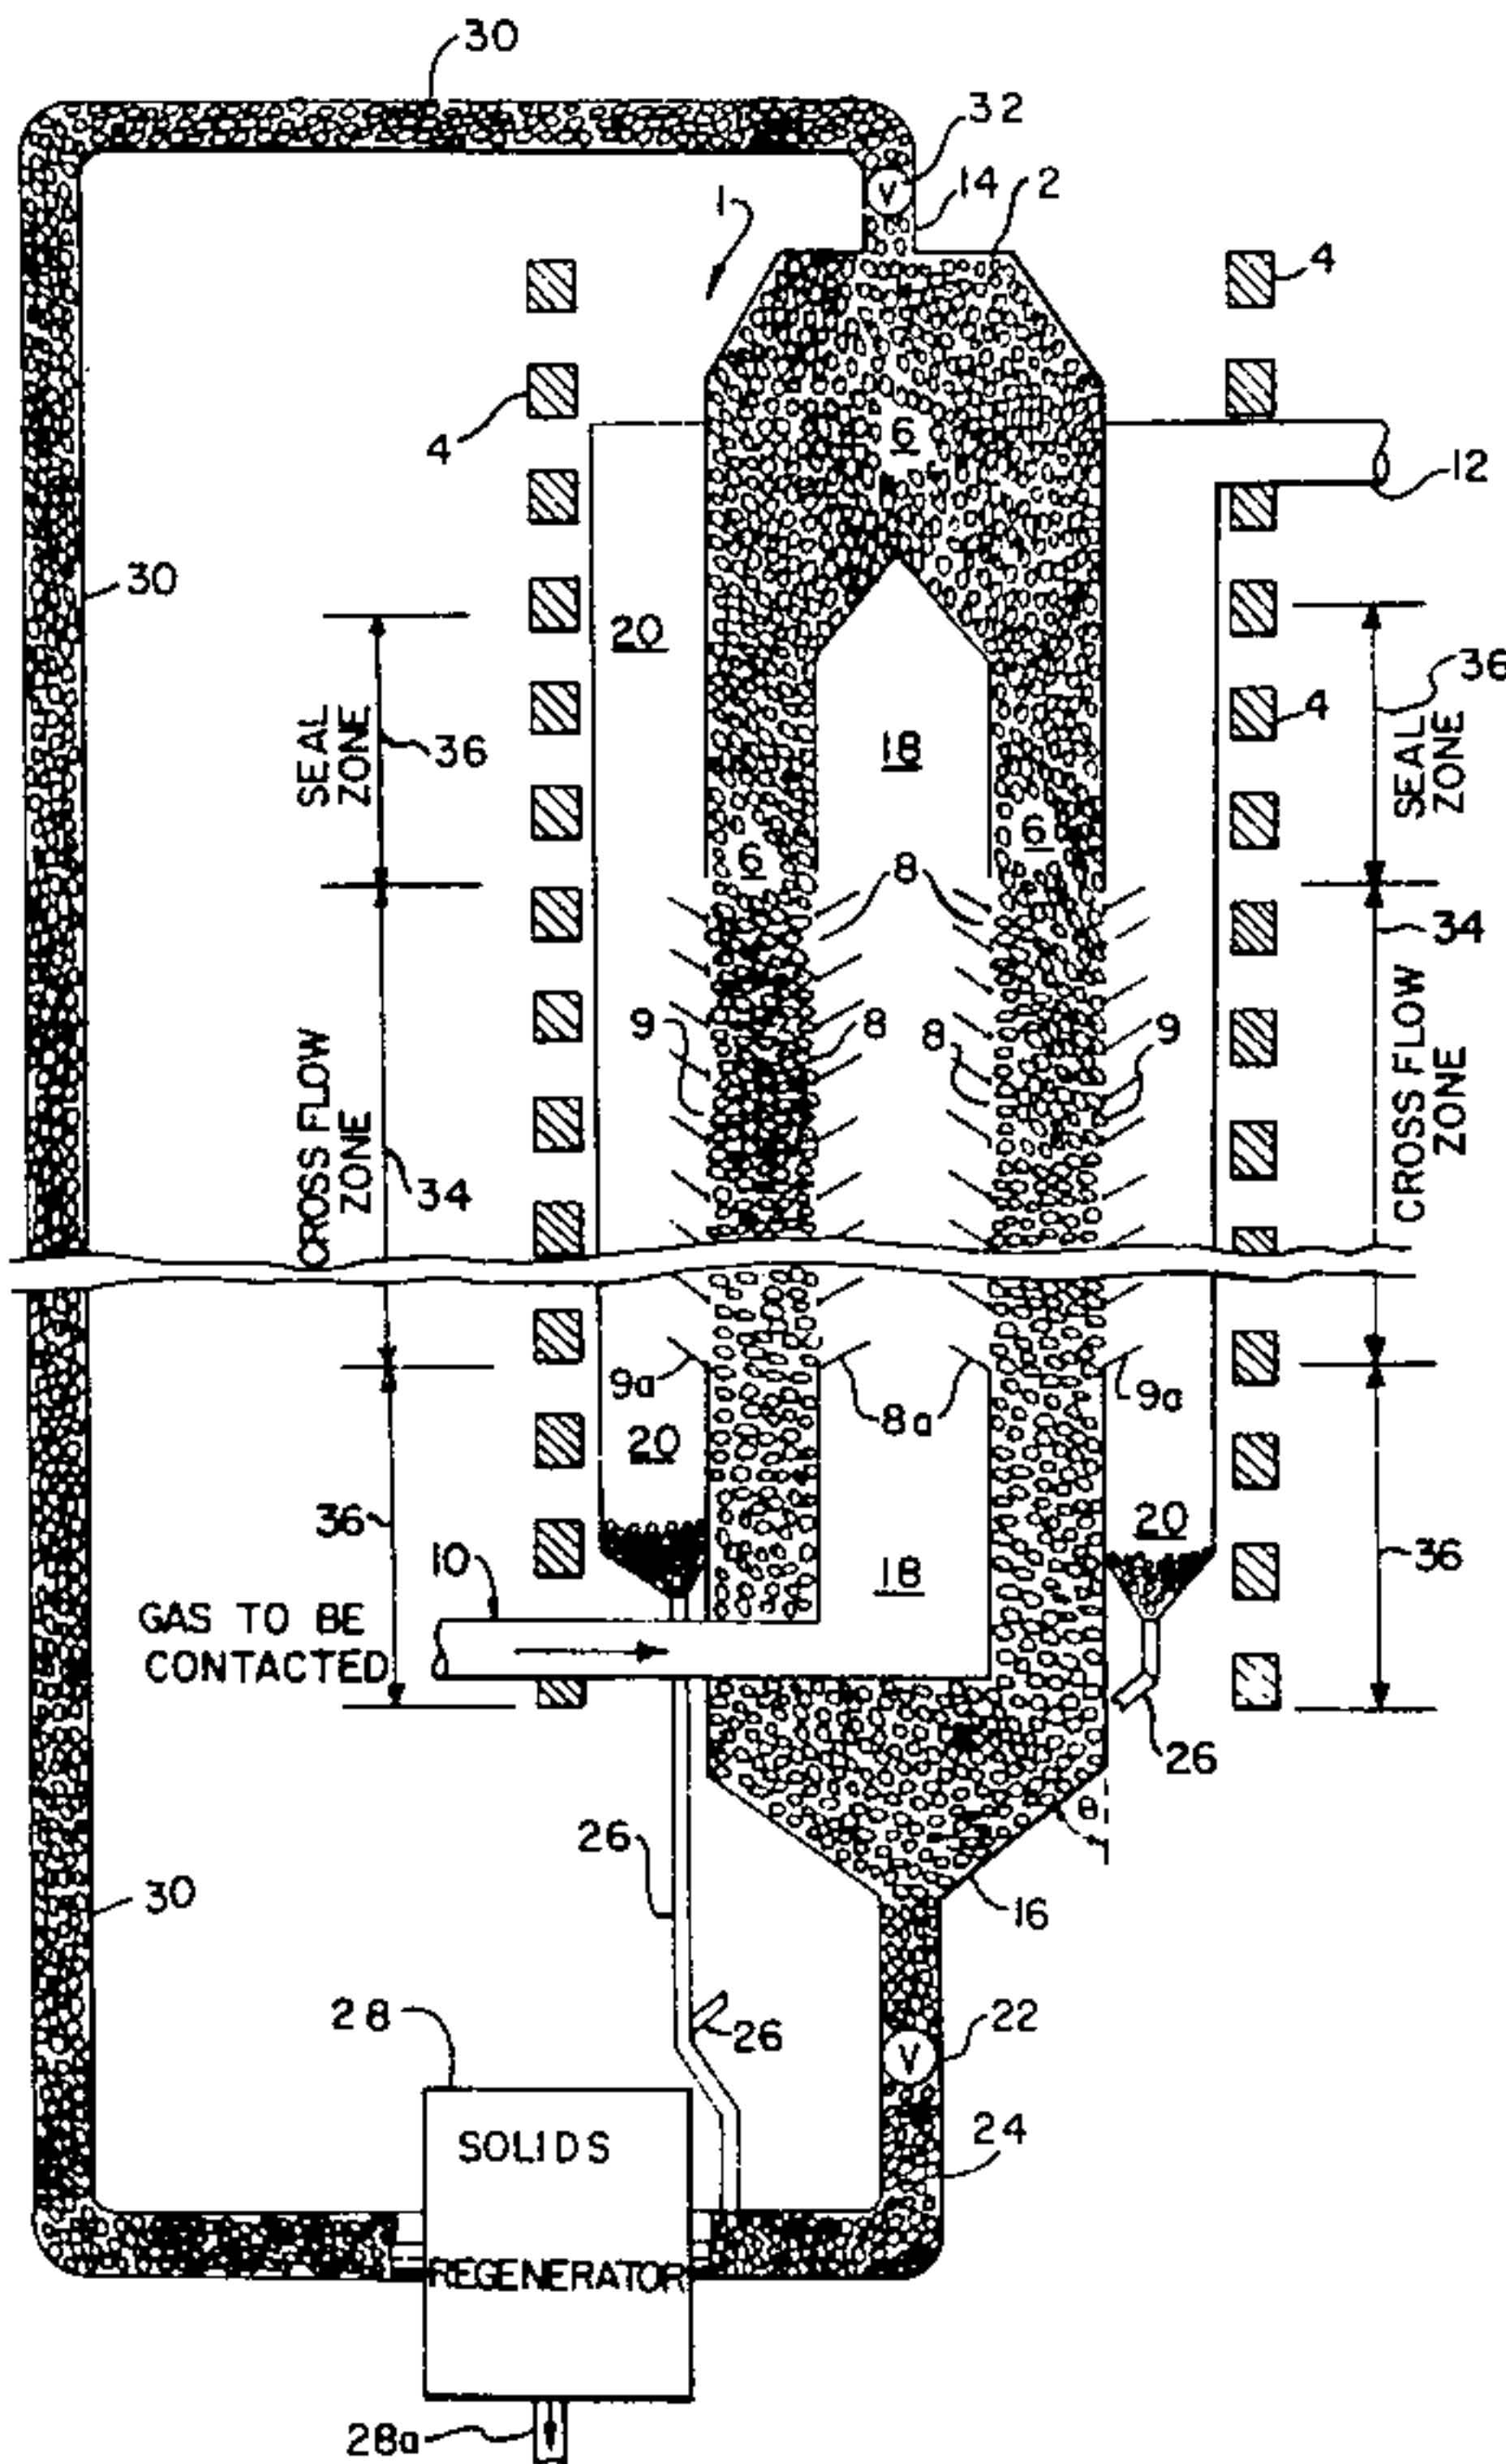 30
32
14
2
1
4
4
6
12
30
20
36
4
SEAL
ZONE
36
18
SEAL
ZONE
6
6
8
34
9
8
8
9
CROSS FLOW
ZONE
34
CROSS FLOW
ZONE
9a
8a
9a
20
20
36
10
18
36
GAS TO BE
CONTACTED
26
θ
26
16
30
28
26
V
22
V
SOLIDS
24
REGENERATOR
28a